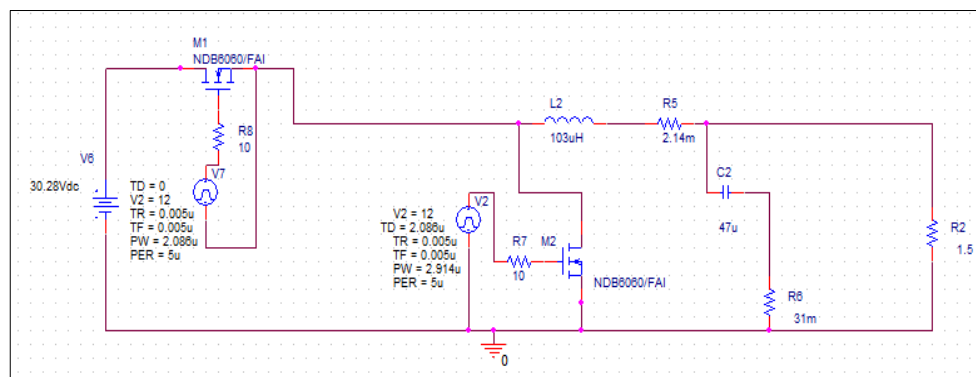 M1
NDB6060/FAI
R8
10
V7
V6
30.28Vdc
TD = 0
V2 = 12
TR = 0.005u
TF = 0.005u
PW = 2.086u
PER = 5u
L2
103uH
R5
2.14m
C2
47u
R2
1.5
V2
V2 = 12
TD = 2.086u
TR = 0.005u
TF = 0.005u
PW = 2.914u
PER = 5u
R7
10
M2
NDB6060/FAI
R6
31m
0